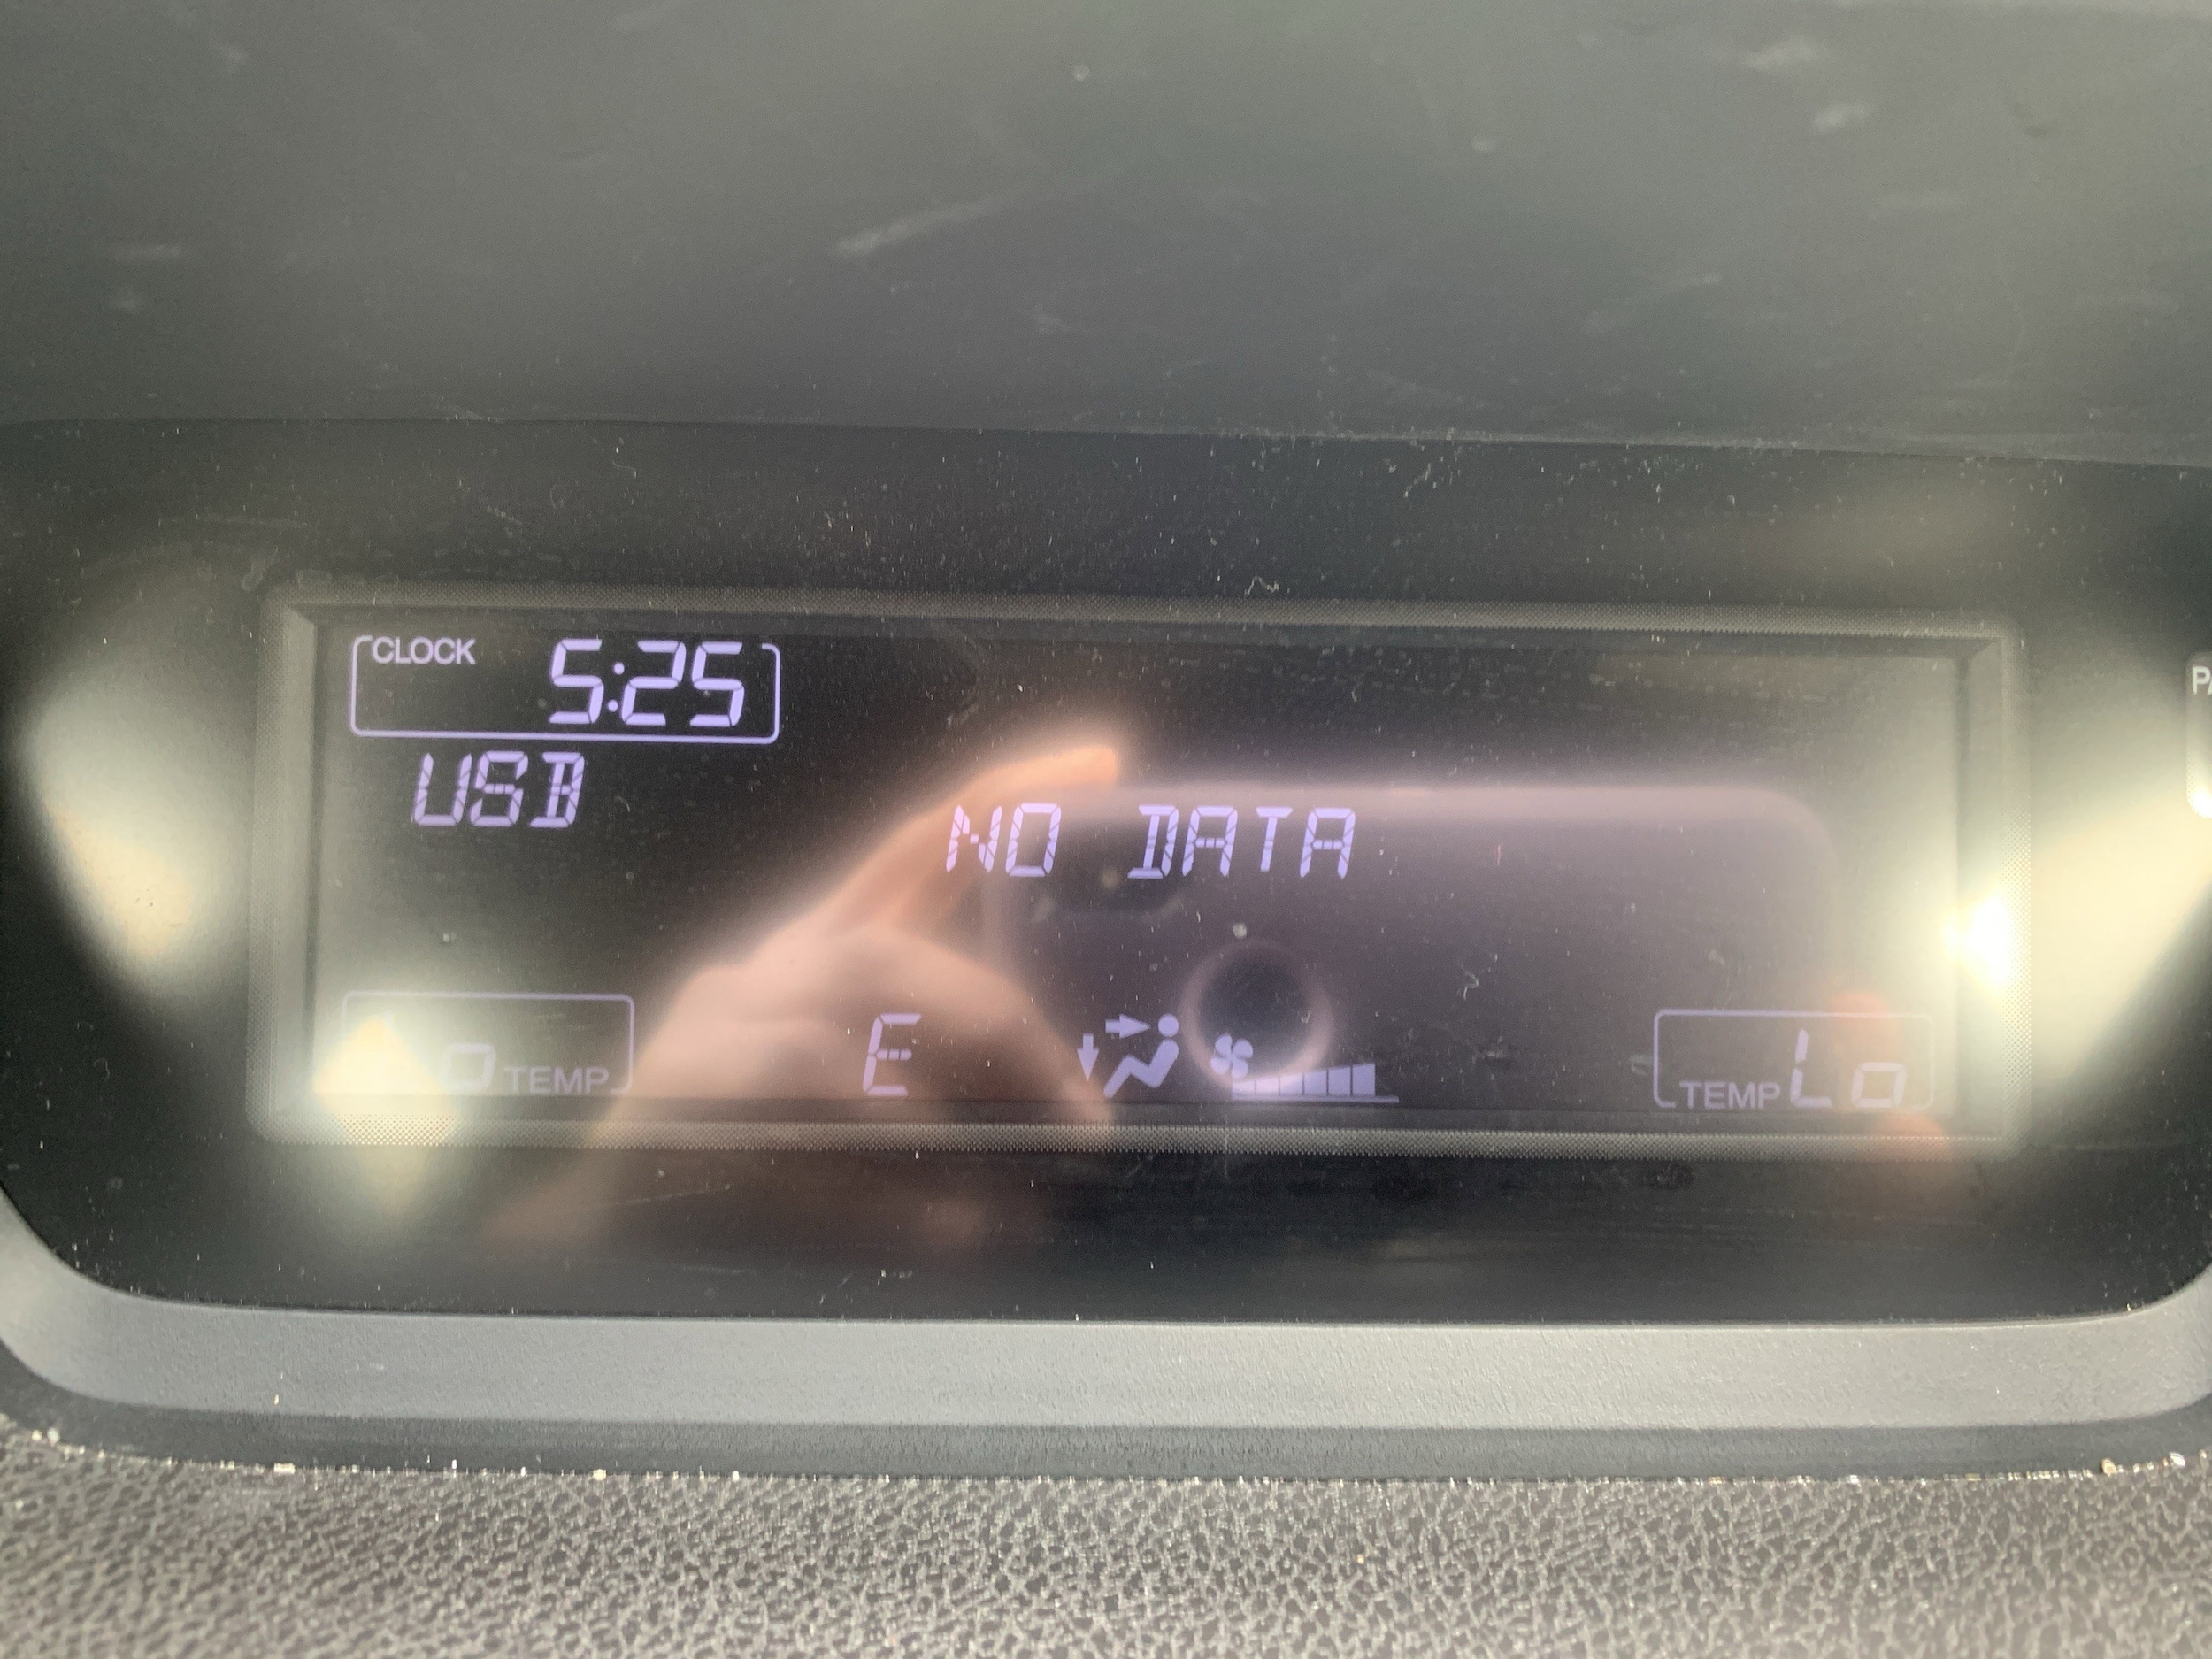 CLOCK 5:25
USB
NO DATA
TEMP E TEMP Lo